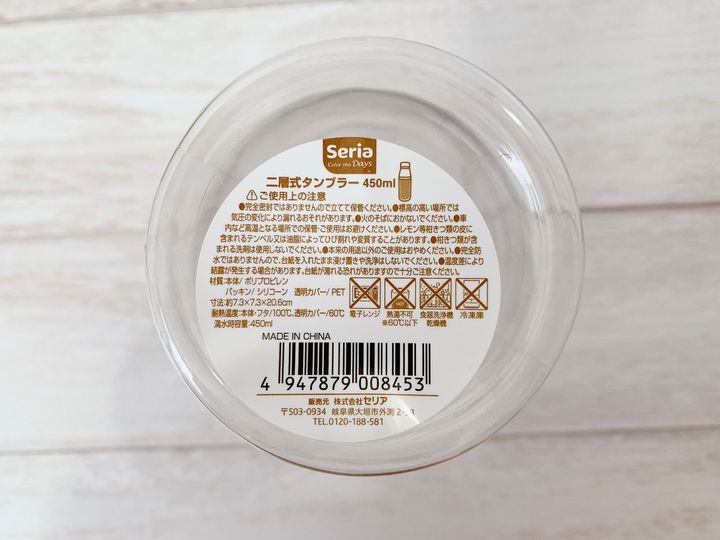 Seria
Color the Days
二層式タンブラー 450ml
⚠ご使用上の注意
●完全密封ではありませんので立てて保管ください。●標高の高い場所では
気圧の変化により漏れるおそれがあります。●火のそばにおかないでください。●車
内など高温となる場所での保管・ご使用はお避けください。●レモン等柑きつ類の皮に
含まれるテンペル又は油脂によってひび割れや変質することがあります。●柑きつ類が含
まれる洗剤は使用しないでください。●本来の用途以外のご使用はおやめください。●完全防
水ではありませんので、台紙を入れたまま浸け置きや洗浄はしないでください。●温度差により
結露が発生する場合があります。台紙が濡れる恐れがありますので十分ご注意ください。
材質:本体/ ポリプロピレン
パッキン/ シリコーン 透明カバー/ PET
寸法:約7.3×7.3×20.6cm
耐熱温度:本体・フタ/100℃、透明カバー/60℃
満水時容量:450ml
電子レンジ
HOT
熱湯不可
※60℃以下
食器洗浄機
乾燥機
冷凍庫
MADE IN CHINA
4 947879 008453
販売元 株式会社セリア
〒503-0934 岐阜県大垣市外渕2-
TEL.0120-188-581